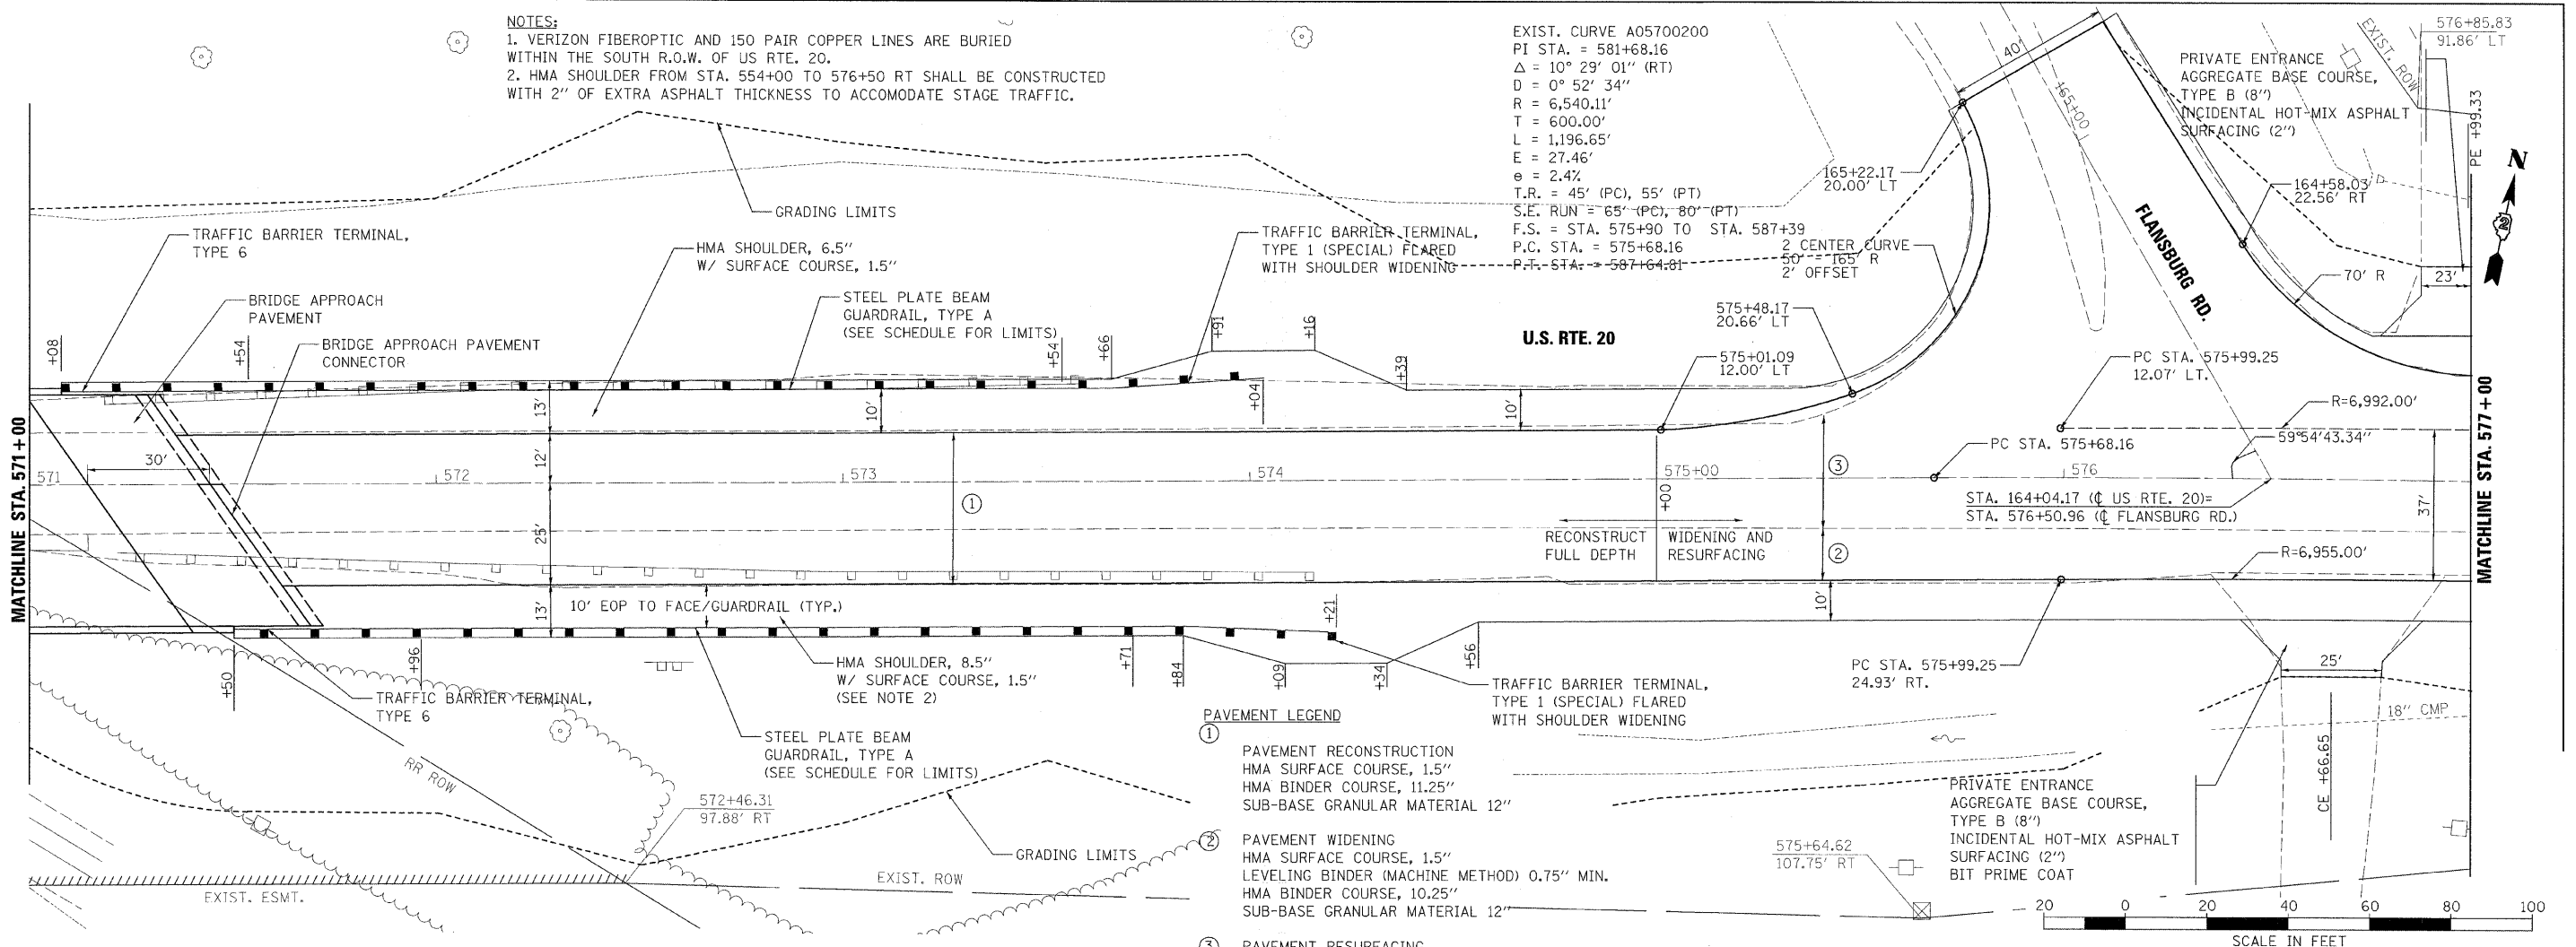 NOTES:
1. VERIZON FIBEROPTIC AND 150 PAIR COPPER LINES ARE BURIED
WITHIN THE SOUTH R.O.W. OF US RTE. 20.
2. HMA SHOULDER FROM STA. 554+00 TO 576+50 RT SHALL BE CONSTRUCTED
WITH 2" OF EXTRA ASPHALT THICKNESS TO ACCOMODATE STAGE TRAFFIC.
EXIST. CURVE A05700200
PI STA. = 581+68.16
Δ = 10° 29' 01" (RT)
D = 0° 52' 34"
R = 6,540.11'
T = 600.00'
L = 1,196.65'
E = 27.46'
e = 2.4%
T.R. = 45' (PC), 55' (PT)
S.E. RUN = 65' (PC), 80' (PT)
F.S. = STA. 575+90 TO STA. 587+39
P.C. STA. = 575+68.16
P.T. STA. = 587+64.81
40'
165+00
EXIST. ROW
576+85.83
91.86' LT
PRIVATE ENTRANCE
AGGREGATE BASE COURSE,
TYPE B (8")
INCIDENTAL HOT-MIX ASPHALT
SURFACING (2")
PE +99.33
N
2
165+22.17
20.00' LT
164+58.03
22.56' RT
FLANSBURG RD.
2 CENTER CURVE
50' - 165' R
2' OFFSET
70' R
23'
GRADING LIMITS
TRAFFIC BARRIER TERMINAL,
TYPE 6
HMA SHOULDER, 6.5"
W/ SURFACE COURSE, 1.5"
TRAFFIC BARRIER TERMINAL,
TYPE 1 (SPECIAL) FLARED
WITH SHOULDER WIDENING
BRIDGE APPROACH
PAVEMENT
STEEL PLATE BEAM
GUARDRAIL, TYPE A
(SEE SCHEDULE FOR LIMITS)
BRIDGE APPROACH PAVEMENT
CONNECTOR
+08
+54
+54
+66
+91
+16
+39
+04
U.S. RTE. 20
575+48.17
20.66' LT
575+01.09
12.00' LT
PC STA. 575+99.25
12.07' LT.
R=6,992.00'
59°54'43.34"
PC STA. 575+68.16
MATCHLINE STA. 571+00
MATCHLINE STA. 577+00
13'
10'
10'
12'
30'
25'
13'
571
572
573
574
575+00
576
1
3
2
+00
37'
STA. 164+04.17 (℄ US RTE. 20)=
STA. 576+50.96 (℄ FLANSBURG RD.)
RECONSTRUCT
FULL DEPTH
WIDENING AND
RESURFACING
R=6,955.00'
10' EOP TO FACE/GUARDRAIL (TYP.)
10'
+50
+96
+71
+84
+09
+21
+34
+56
25'
PC STA. 575+99.25
24.93' RT.
HMA SHOULDER, 8.5"
W/ SURFACE COURSE, 1.5"
(SEE NOTE 2)
TRAFFIC BARRIER TERMINAL,
TYPE 6
TRAFFIC BARRIER TERMINAL,
TYPE 1 (SPECIAL) FLARED
WITH SHOULDER WIDENING
STEEL PLATE BEAM
GUARDRAIL, TYPE A
(SEE SCHEDULE FOR LIMITS)
RR ROW
18" CMP
CE +66.65
PAVEMENT LEGEND
1
PAVEMENT RECONSTRUCTION
HMA SURFACE COURSE, 1.5"
HMA BINDER COURSE, 11.25"
SUB-BASE GRANULAR MATERIAL 12"
2
PAVEMENT WIDENING
HMA SURFACE COURSE, 1.5"
LEVELING BINDER (MACHINE METHOD) 0.75" MIN.
HMA BINDER COURSE, 10.25"
SUB-BASE GRANULAR MATERIAL 12"
3 PAVEMENT RESURFACING
572+46.31
97.88' RT
GRADING LIMITS
EXIST. ROW
EXIST. ESMT.
575+64.62
107.75' RT
PRIVATE ENTRANCE
AGGREGATE BASE COURSE,
TYPE B (8")
INCIDENTAL HOT-MIX ASPHALT
SURFACING (2")
BIT PRIME COAT
20 0 20 40 60 80 100
SCALE IN FEET